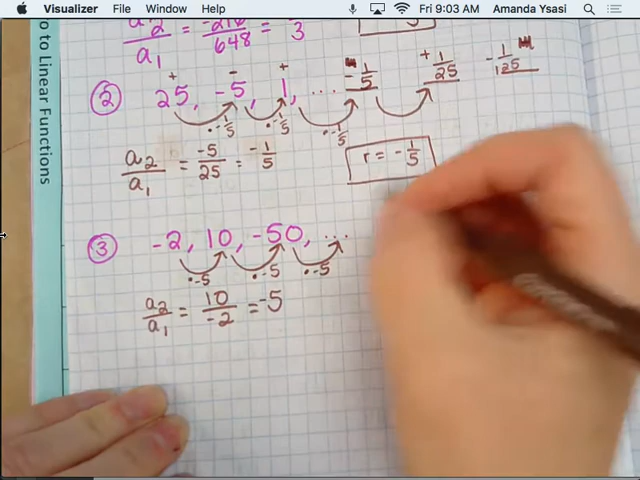 Visualizer File Window Help Fri 9:03 AM Amanda Ysasi
a₂/a₁ = -216/648 = 3
o to Linear Functions
+ - +
② 25, -5, 1, ... -1/5 + 1/25 - 1/125
·-1/5 ·-1/5 ·-1/5
a₂/a₁ = -5/25 = -1/5
r = -1/5
③ -2, 10, -50, ...
·-5 ·-5 ·-5
a₂/a₁ = 10/-2 = -5